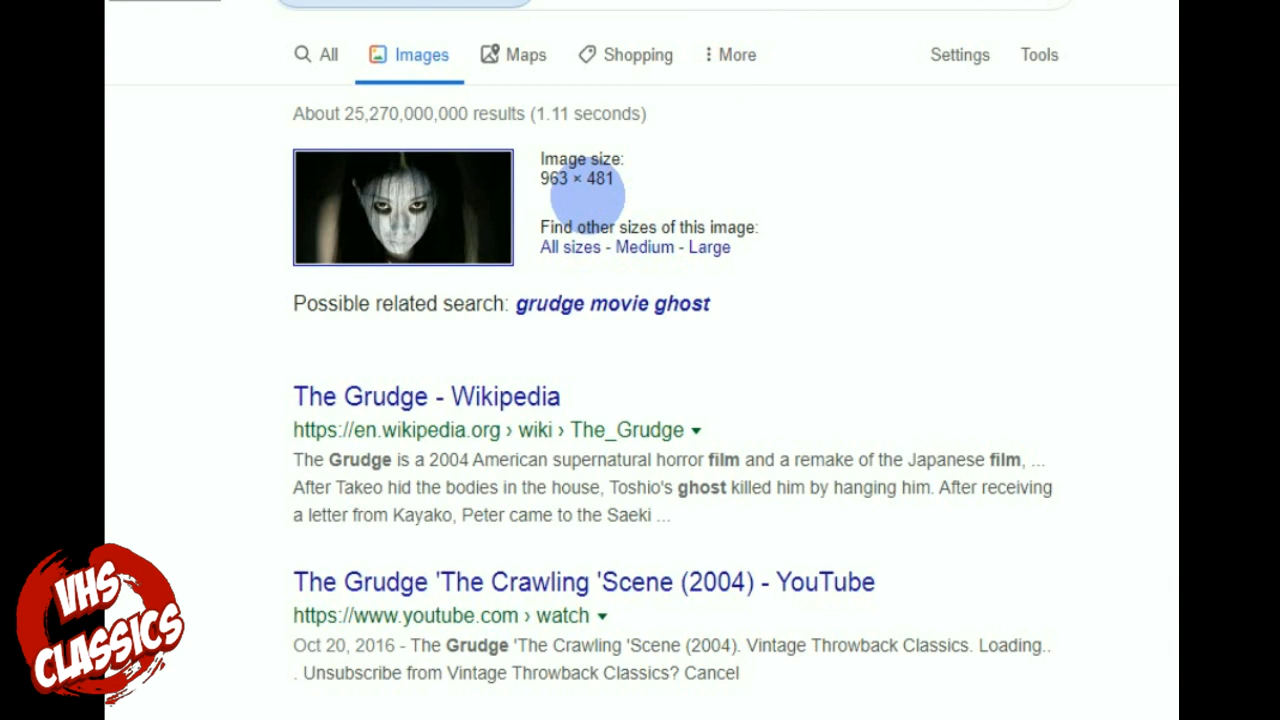 All Images Maps Shopping More Settings Tools
About 25,270,000,000 results (1.11 seconds)
Image size:
963 × 481
Find other sizes of this image:
All sizes - Medium - Large
Possible related search: grudge movie ghost
The Grudge - Wikipedia
https://en.wikipedia.org › wiki › The_Grudge
The Grudge is a 2004 American supernatural horror film and a remake of the Japanese film, ...
After Takeo hid the bodies in the house, Toshio's ghost killed him by hanging him. After receiving
a letter from Kayako, Peter came to the Saeki ...
The Grudge 'The Crawling 'Scene (2004) - YouTube
https://www.youtube.com › watch
Oct 20, 2016 - The Grudge 'The Crawling 'Scene (2004). Vintage Throwback Classics. Loading..
. Unsubscribe from Vintage Throwback Classics? Cancel
VHS
CLASSICS